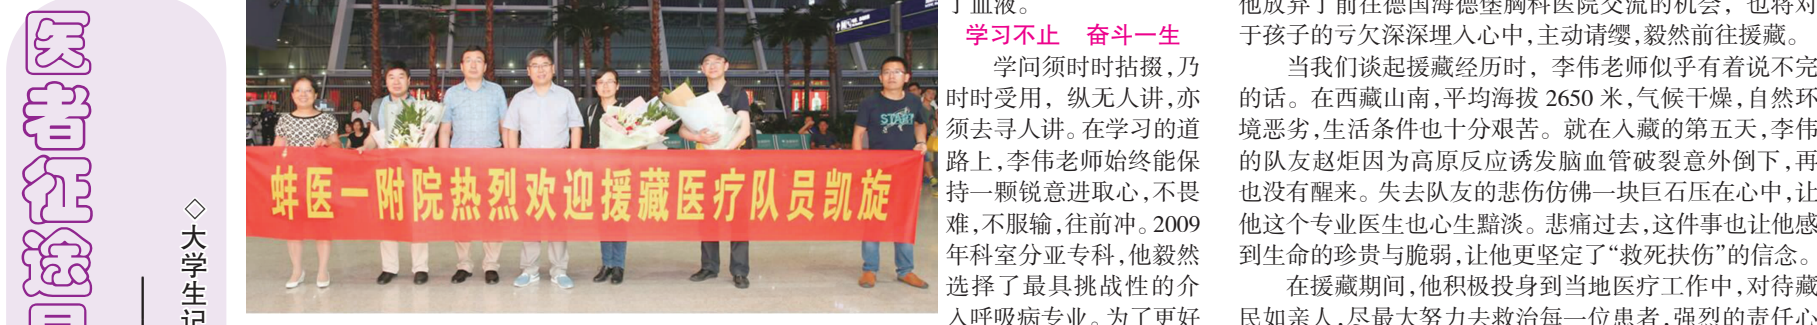 医者征途
◇大学生记
START
蚌医一附院热烈欢迎援藏医疗队员凯旋
了血液。
学习不止　奋斗一生
学问须时时拈掇，乃
时时受用，纵无人讲，亦
须去寻人讲。在学习的道
路上，李伟老师始终能保
持一颗锐意进取心，不畏
难，不服输，往前冲。2009
年科室分亚专科，他毅然
选择了最具挑战性的介
入呼吸病专业。为了更好
他放弃了前往德国海德堡胸科医院交流的机会，也将对
于孩子的亏欠深深埋入心中，主动请缨，毅然前往援藏。
当我们谈起援藏经历时，李伟老师似乎有着说不完
的话。在西藏山南，平均海拔 2650 米，气候干燥，自然环
境恶劣，生活条件也十分艰苦。就在入藏的第五天，李伟
的队友赵炬因为高原反应诱发脑血管破裂意外倒下，再
也没有醒来。失去队友的悲伤仿佛一块巨石压在心中，让
他这个专业医生也心生黯淡。悲痛过去，这件事也让他感
到生命的珍贵与脆弱，让他更坚定了“救死扶伤”的信念。
在援藏期间，他积极投身到当地医疗工作中，对待藏
民如亲人，尽最大努力去救治每一位患者，强烈的责任心